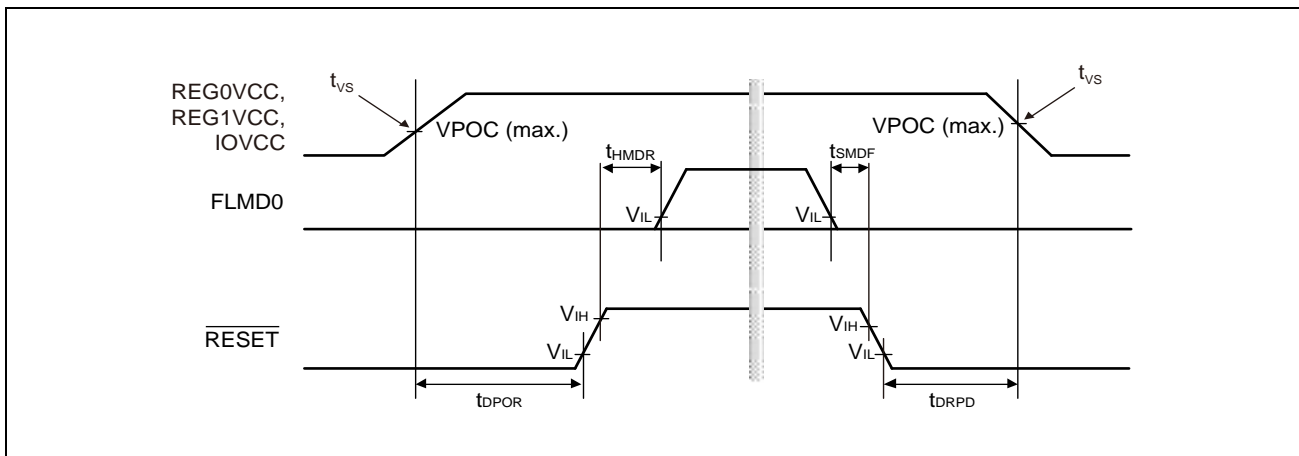 tVS
tVS
REG0VCC,
REG1VCC,
IOVCC
VPOC (max.)
VPOC (max.)
tHMDR
tSMDF
FLMD0
VIL
VIL
VIH
VIH
RESET
VIL
VIL
tDPOR
tDRPD